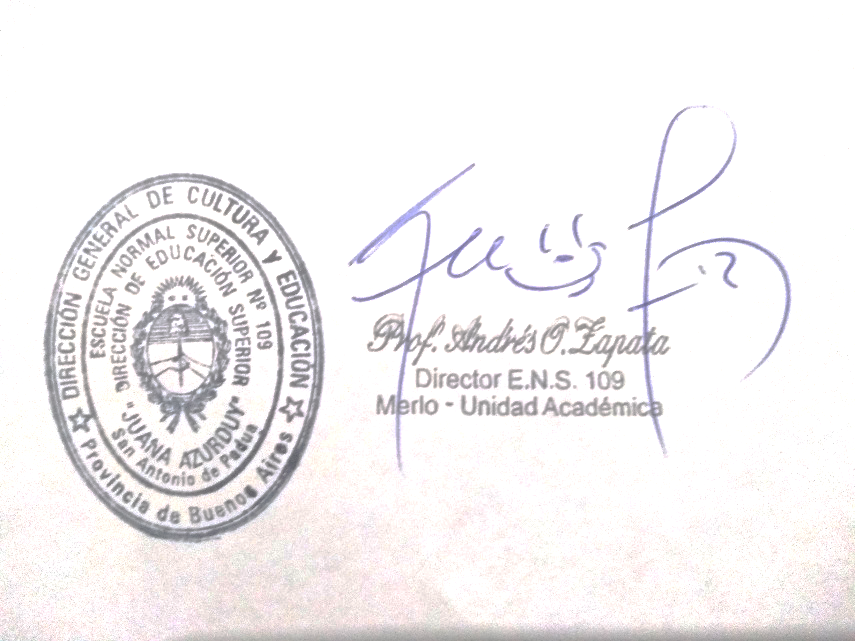 DIRECCIÓN GENERAL DE CULTURA y EDUCACIÓN
Provincia de Buenos Aires
ESCUELA NORMAL SUPERIOR Nº 109
DIRECCIÓN DE EDUCACIÓN SUPERIOR
"JUANA AZURDUY"
San Antonio de Padua
Prof. Andrés O. Zapata
Director E.N.S. 109
Merlo - Unidad Académica